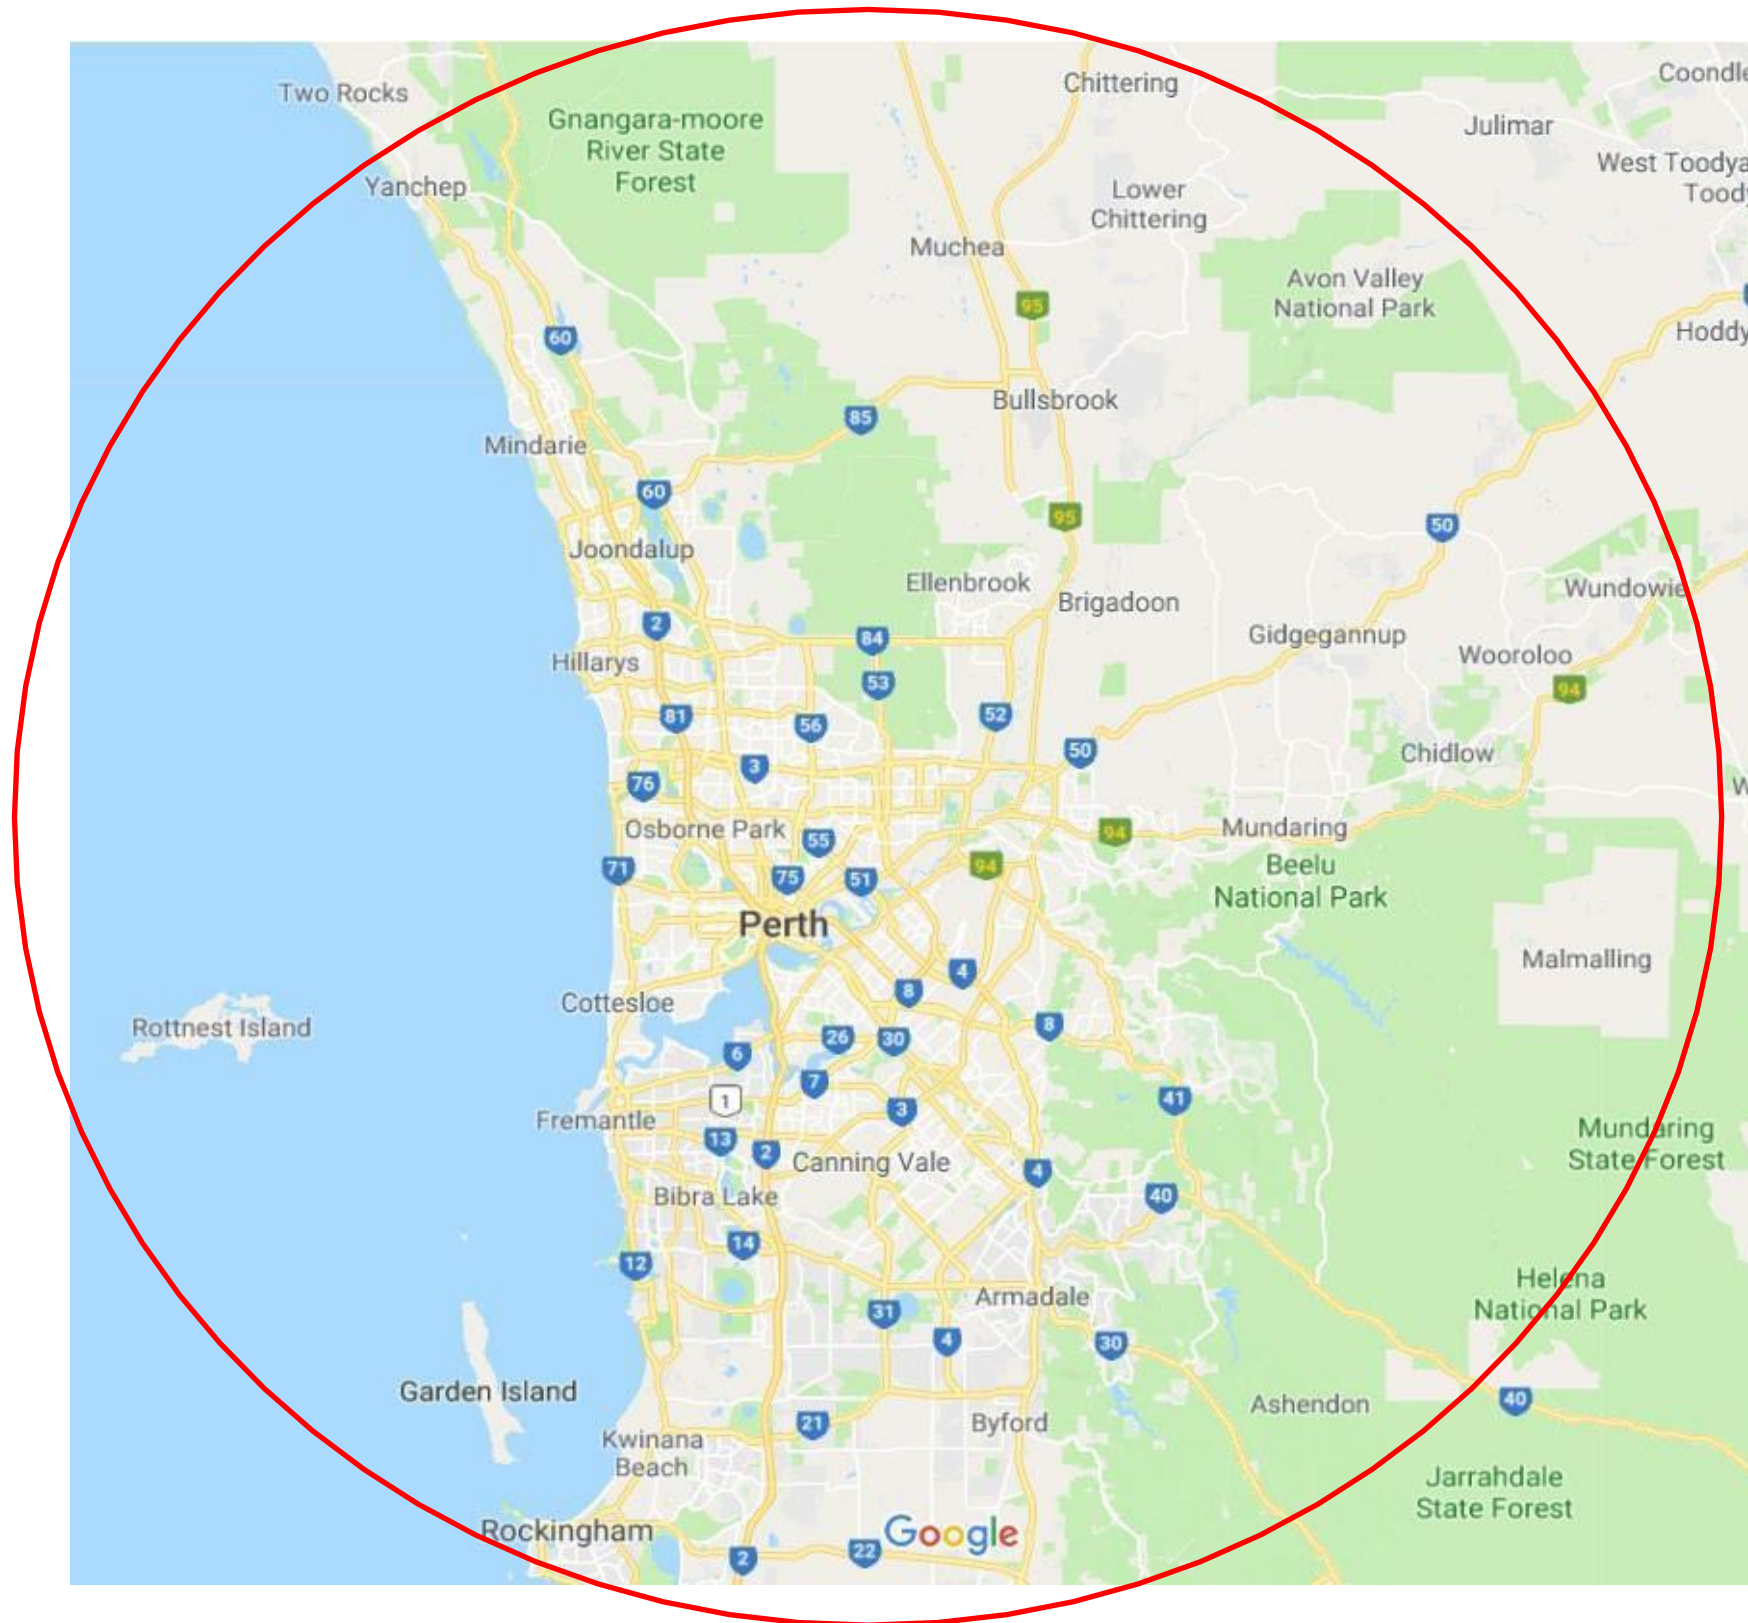 Coondle
Two Rocks
Chittering
Gnangara-moore
River State
Forest
Julimar
West Toodya
Toody
Yanchep
Lower
Chittering
Muchea
Avon Valley
National Park
95
Hoddy
60
Bullsbrook
85
Mindarie
60
95
50
Joondalup
Ellenbrook
Brigadoon
Wundowie
2
84
Gidgegannup
Hillarys
Wooroloo
53
94
81
56
52
50
Chidlow
3
76
Osborne Park
55
94
Mundaring
71
75
51
94
Beelu
National Park
Perth
Malmalling
4
8
Cottesloe
Rottnest Island
26
30
8
6
7
1
3
41
Fremantle
13
2
Canning Vale
4
Mundaring
State Forest
Bibra Lake
40
14
12
Helena
National Park
Armadale
31
4
30
Garden Island
Ashendon
40
21
Byford
Kwinana
Beach
Jarrahdale
State Forest
Rockingham
Google
2
22